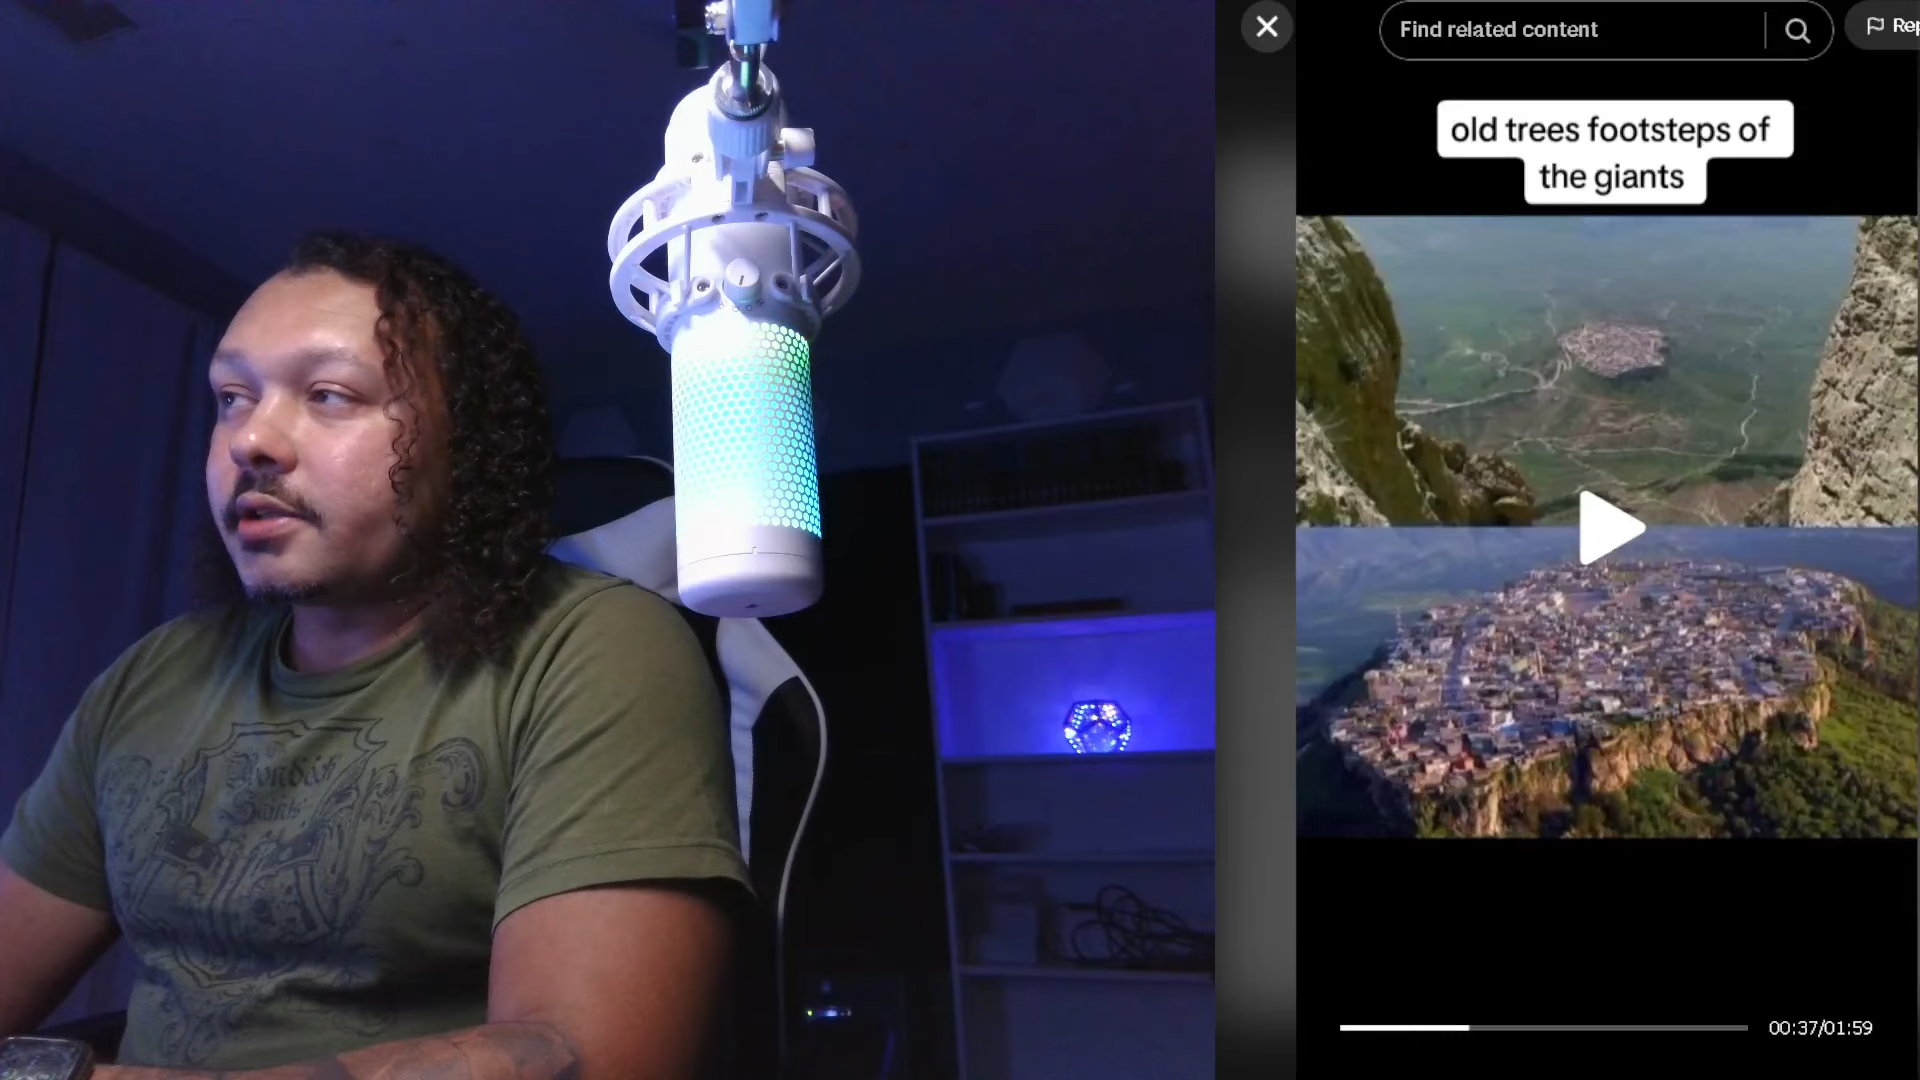 Find related content
Rep
old trees footsteps of
the giants
00:37/01:59